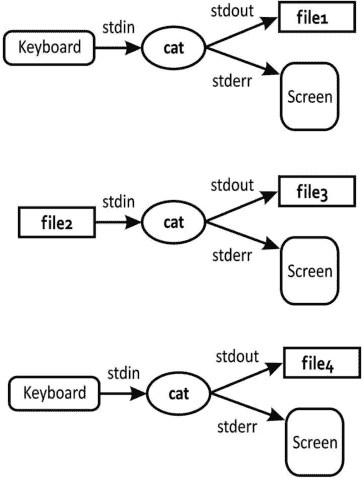 stdin
stdout
file1
Keyboard
cat
stderr
Screen
stdin
stdout
file3
file2
cat
stderr
Screen
stdin
stdout
file4
Keyboard
cat
stderr
Screen